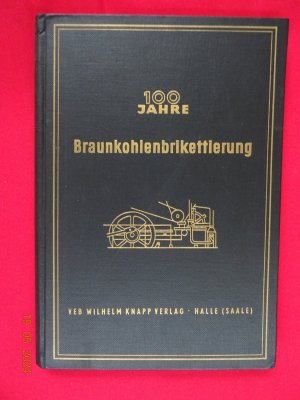 100
JAHRE
Braunkohlenbrikettierung
VEB WILHELM KNAPP VERLAG · HALLE (SAALE)